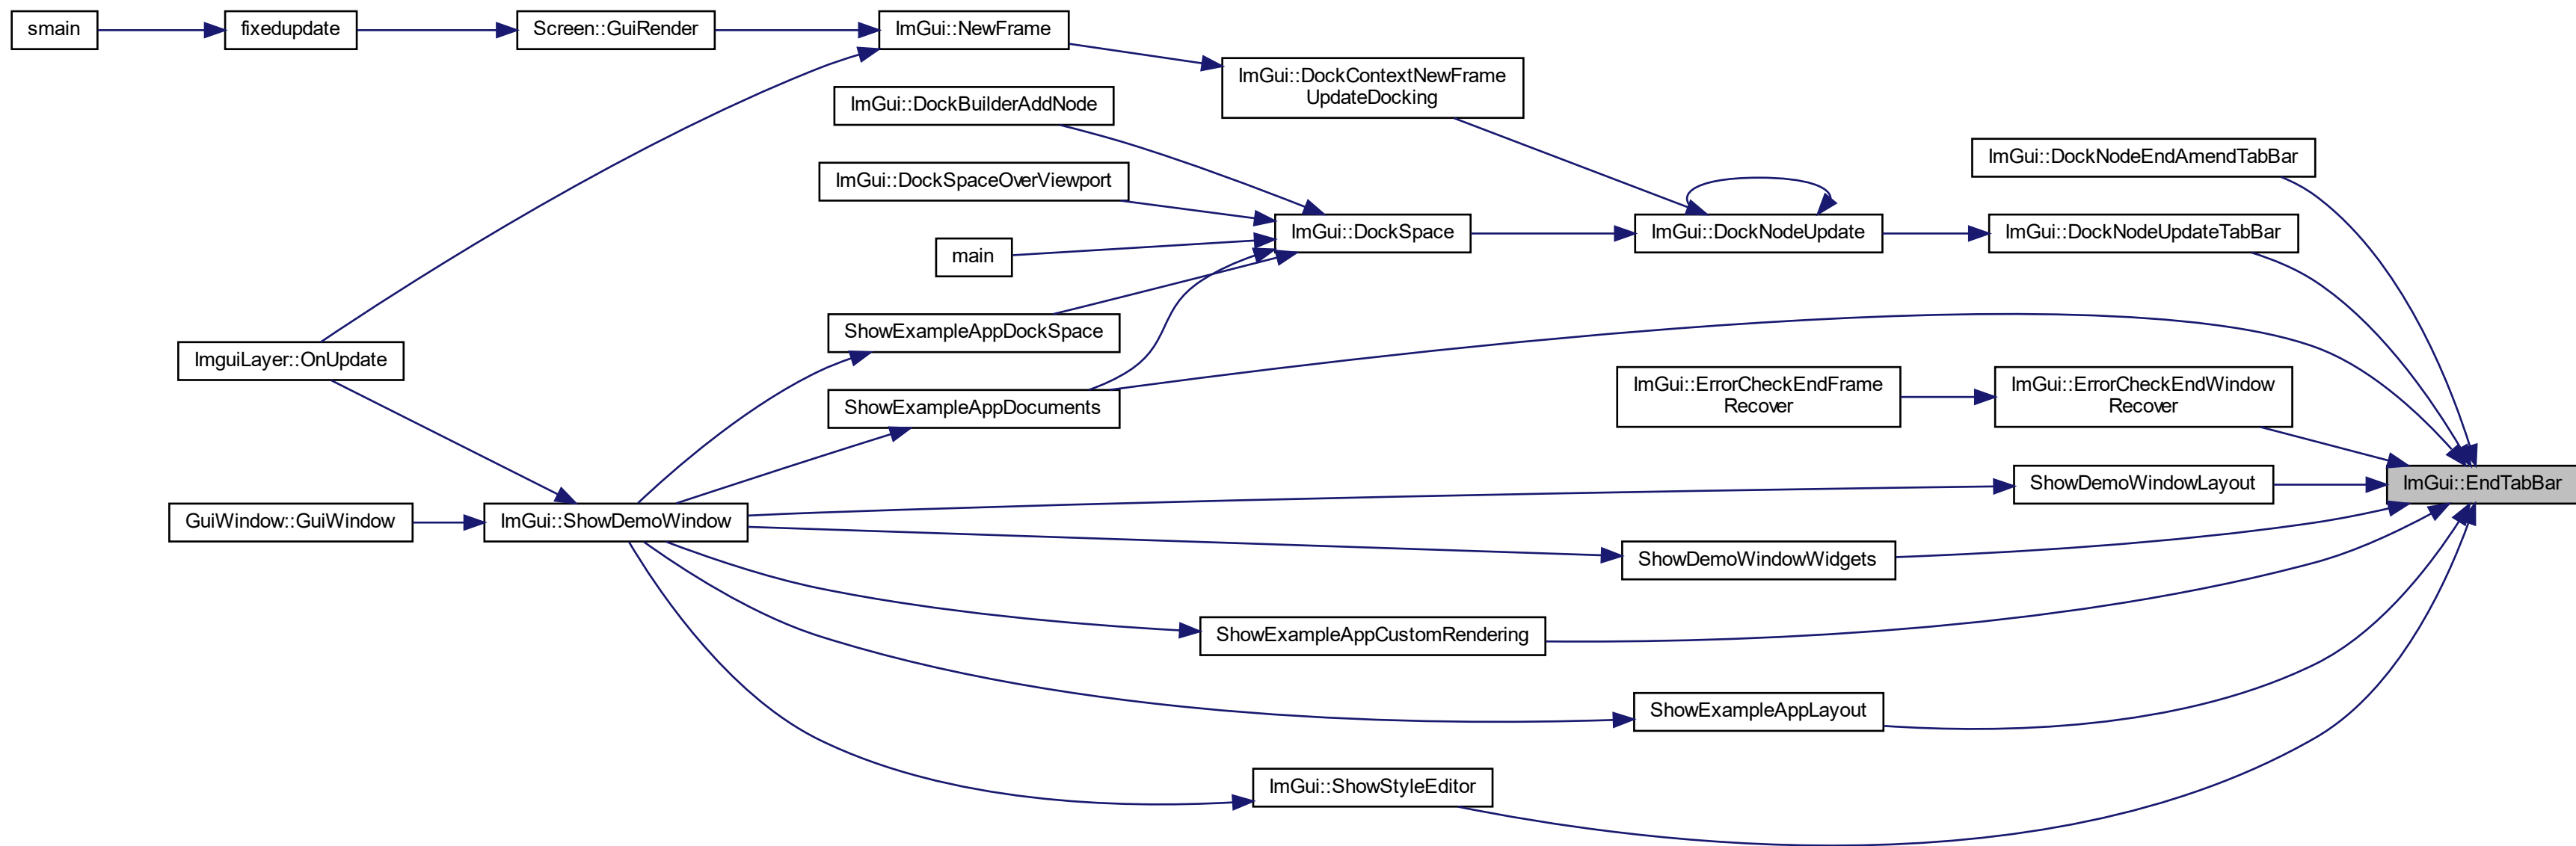 smain
fixedupdate
Screen::GuiRender
ImGui::NewFrame
ImGui::DockContextNewFrame
UpdateDocking
ImGui::DockBuilderAddNode
ImGui::DockNodeEndAmendTabBar
ImGui::DockSpaceOverViewport
ImGui::DockSpace
ImGui::DockNodeUpdate
ImGui::DockNodeUpdateTabBar
main
ShowExampleAppDockSpace
ImguiLayer::OnUpdate
ShowExampleAppDocuments
ImGui::ErrorCheckEndFrame
Recover
ImGui::ErrorCheckEndWindow
Recover
ShowDemoWindowLayout
ImGui::EndTabBar
GuiWindow::GuiWindow
ImGui::ShowDemoWindow
ShowDemoWindowWidgets
ShowExampleAppCustomRendering
ShowExampleAppLayout
ImGui::ShowStyleEditor